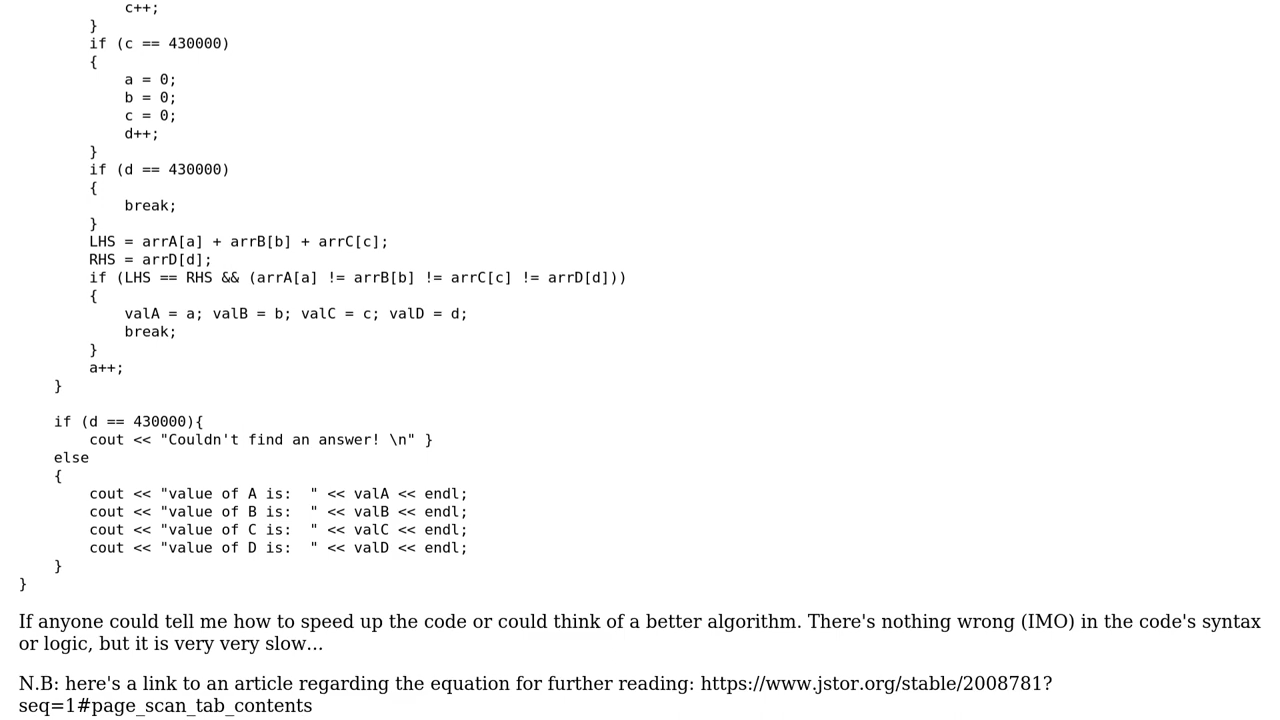 c++;
        }
        if (c == 430000)
        {
            a = 0;
            b = 0;
            c = 0;
            d++;
        }
        if (d == 430000)
        {
            break;
        }
        LHS = arrA[a] + arrB[b] + arrC[c];
        RHS = arrD[d];
        if (LHS == RHS && (arrA[a] != arrB[b] != arrC[c] != arrD[d]))
        {
            valA = a; valB = b; valC = c; valD = d;
            break;
        }
        a++;
    }

    if (d == 430000){
        cout << "Couldn't find an answer! \n" }
    else
    {
        cout << "value of A is:  " << valA << endl;
        cout << "value of B is:  " << valB << endl;
        cout << "value of C is:  " << valC << endl;
        cout << "value of D is:  " << valD << endl;
    }
}
If anyone could tell me how to speed up the code or could think of a better algorithm. There's nothing wrong (IMO) in the code's syntax
or logic, but it is very very slow...
N.B: here's a link to an article regarding the equation for further reading: https://www.jstor.org/stable/2008781?
seq=1#page_scan_tab_contents